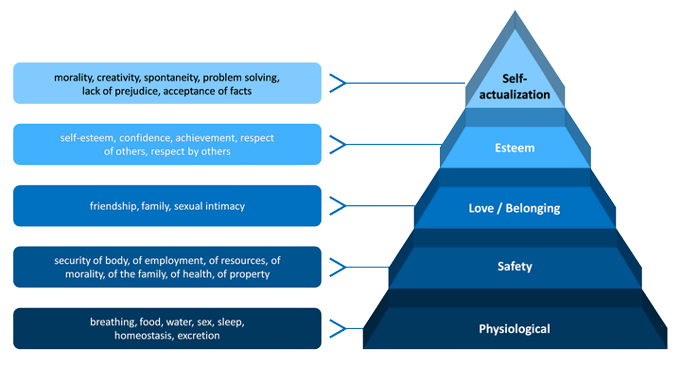 morality, creativity, spontaneity, problem solving,
lack of prejudice, acceptance of facts
Self-
actualization
self-esteem, confidence, achievement, respect
of others, respect by others
Esteem
friendship, family, sexual intimacy
Love / Belonging
security of body, of employment, of resources, of
morality, of the family, of health, of property
Safety
breathing, food, water, sex, sleep,
homeostasis, excretion
Physiological